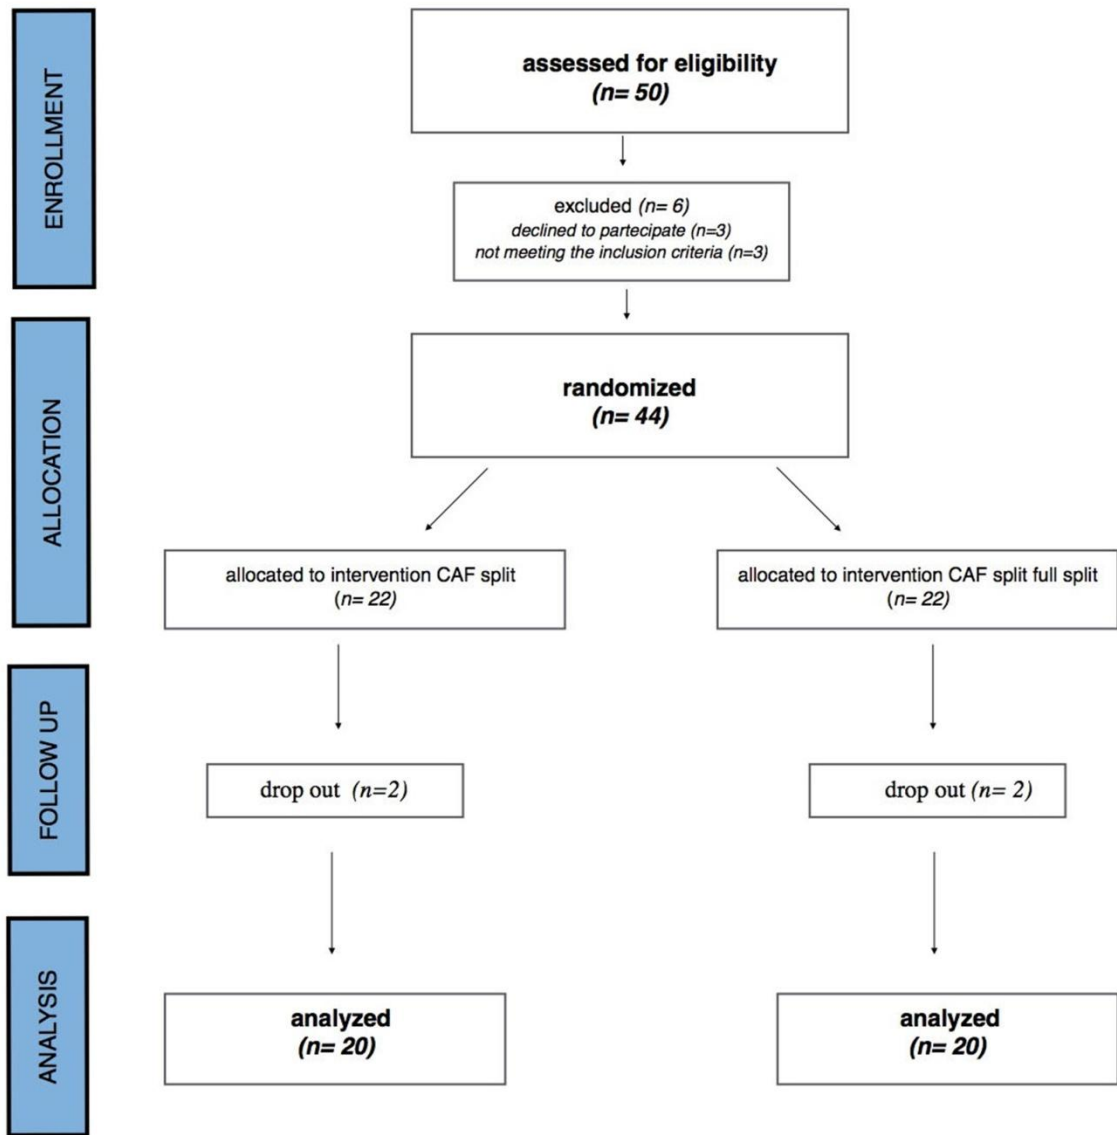 ENROLLMENT
assessed for eligibility
(n= 50)
excluded (n= 6)
declined to partecipate (n=3)
not meeting the inclusion criteria (n=3)
ALLOCATION
randomized
(n= 44)
allocated to intervention CAF split
(n= 22)
allocated to intervention CAF split full split
(n= 22)
FOLLOW UP
drop out (n=2)
drop out (n= 2)
ANALYSIS
analyzed
(n= 20)
analyzed
(n= 20)